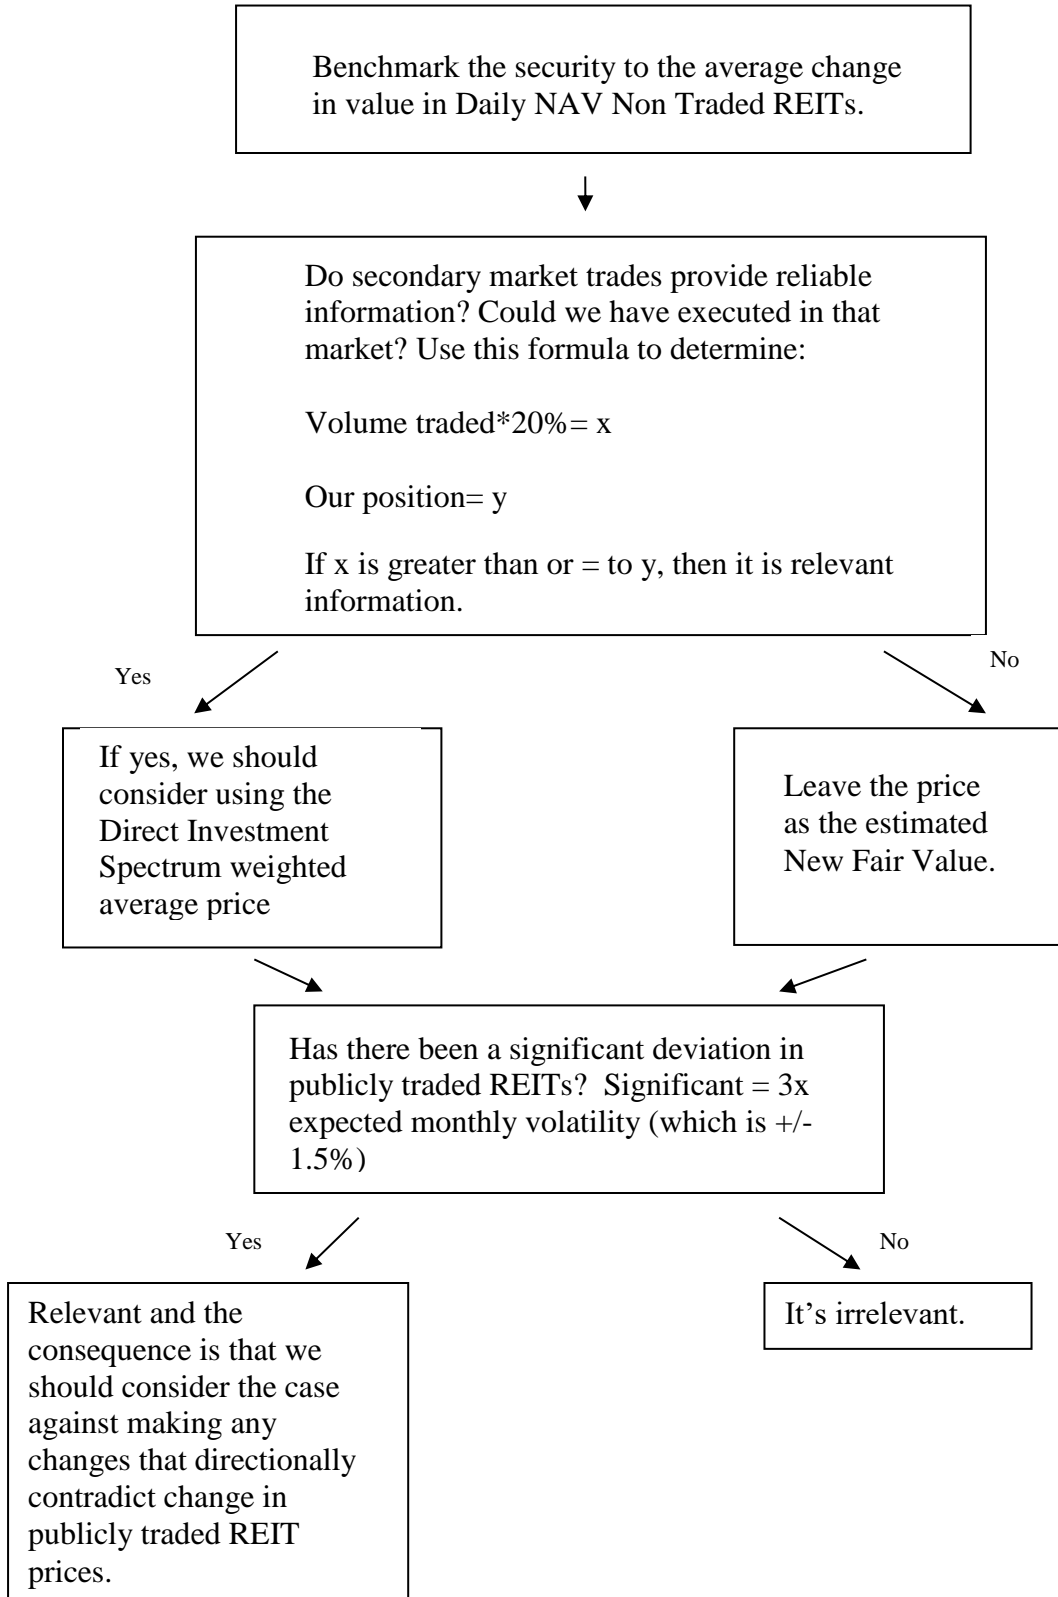 Benchmark the security to the average change
in value in Daily NAV Non Traded REITs.
Do secondary market trades provide reliable
information? Could we have executed in that
market? Use this formula to determine:
Volume traded*20%= x
Our position= y
If x is greater than or = to y, then it is relevant
information.
Yes
No
If yes, we should
consider using the
Direct Investment
Spectrum weighted
average price
Leave the price
as the estimated
New Fair Value.
Has there been a significant deviation in
publicly traded REITs?  Significant = 3x
expected monthly volatility (which is +/-
1.5%)
Yes
No
Relevant and the
consequence is that we
should consider the case
against making any
changes that directionally
contradict change in
publicly traded REIT
prices.
It’s irrelevant.